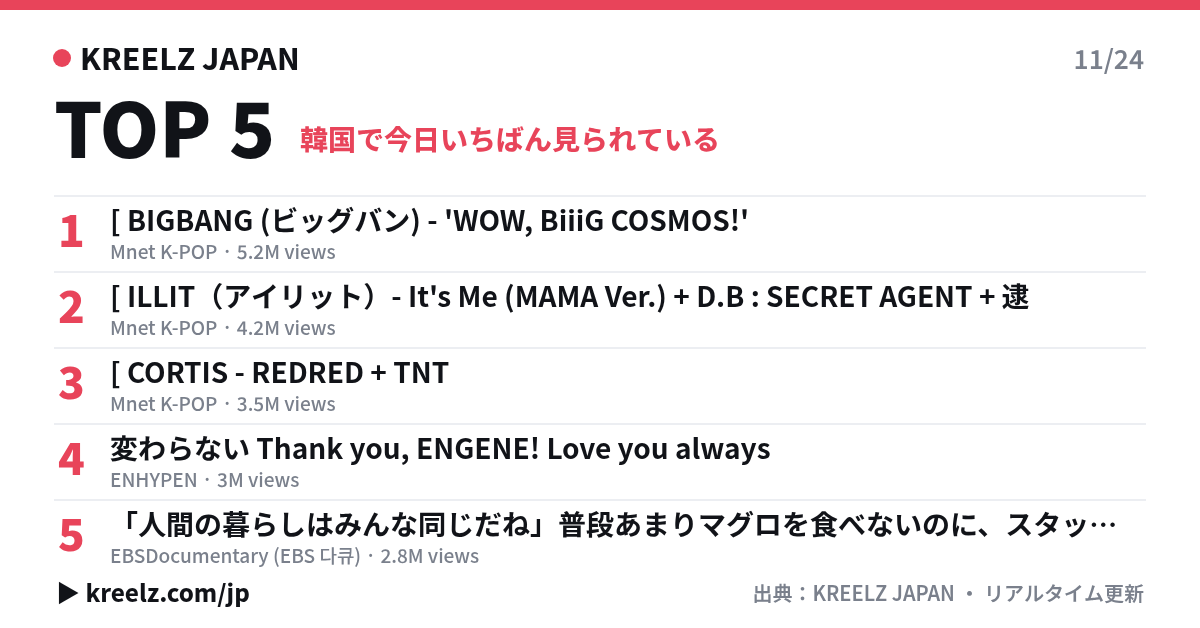 KREELZ JAPAN
11/24
TOP 5
韓国で今日いちばん見られている
1
[ BIGBANG (ビッグバン) - 'WOW, BiiiG COSMOS!'
Mnet K-POP · 5.2M views
2
[ ILLIT（アイリット）- It's Me (MAMA Ver.) + D.B : SECRET AGENT + 逮
Mnet K-POP · 4.2M views
3
[ CORTIS - REDRED + TNT
Mnet K-POP · 3.5M views
4
変わらない Thank you, ENGENE! Love you always
ENHYPEN · 3M views
5
「人間の暮らしはみんな同じだね」普段あまりマグロを食べないのに、スタッ…
EBSDocumentary (EBS 다큐) · 2.8M views
▶ kreelz.com/jp
出典：KREELZ JAPAN ・ リアルタイム更新